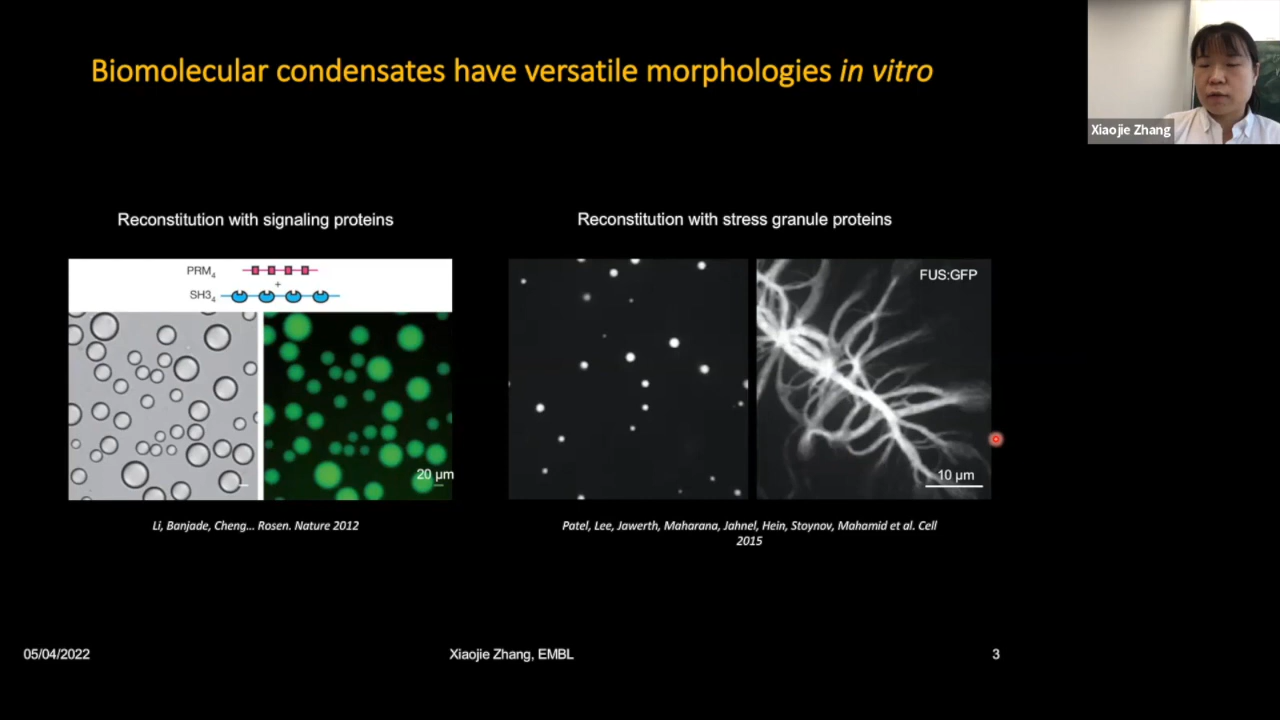 Biomolecular condensates have versatile morphologies in vitro
Xiaojie Zhang
Reconstitution with signaling proteins
Reconstitution with stress granule proteins
PRM4
+
SH34
FUS:GFP
20 µm
10 µm
Li, Banjade, Cheng... Rosen. Nature 2012
Patel, Lee, Jawerth, Maharana, Jahnel, Hein, Stoynov, Mahamid et al. Cell
2015
05/04/2022
Xiaojie Zhang, EMBL
3